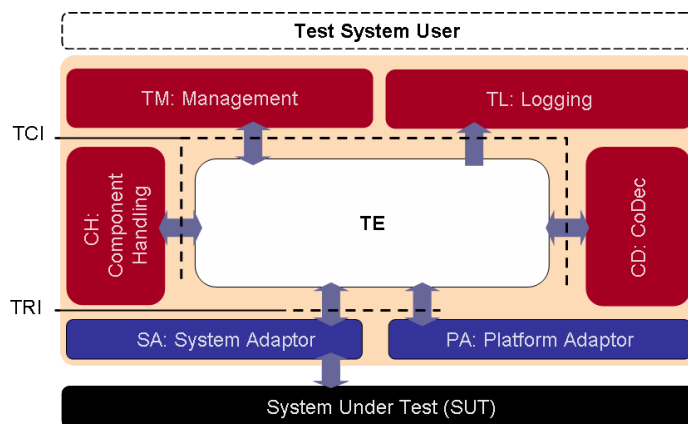 Test System User
TM: Management
TL: Logging
TCI
CH:
Component
Handling
TE
CD: CoDec
TRI
SA: System Adaptor
PA: Platform Adaptor
System Under Test (SUT)